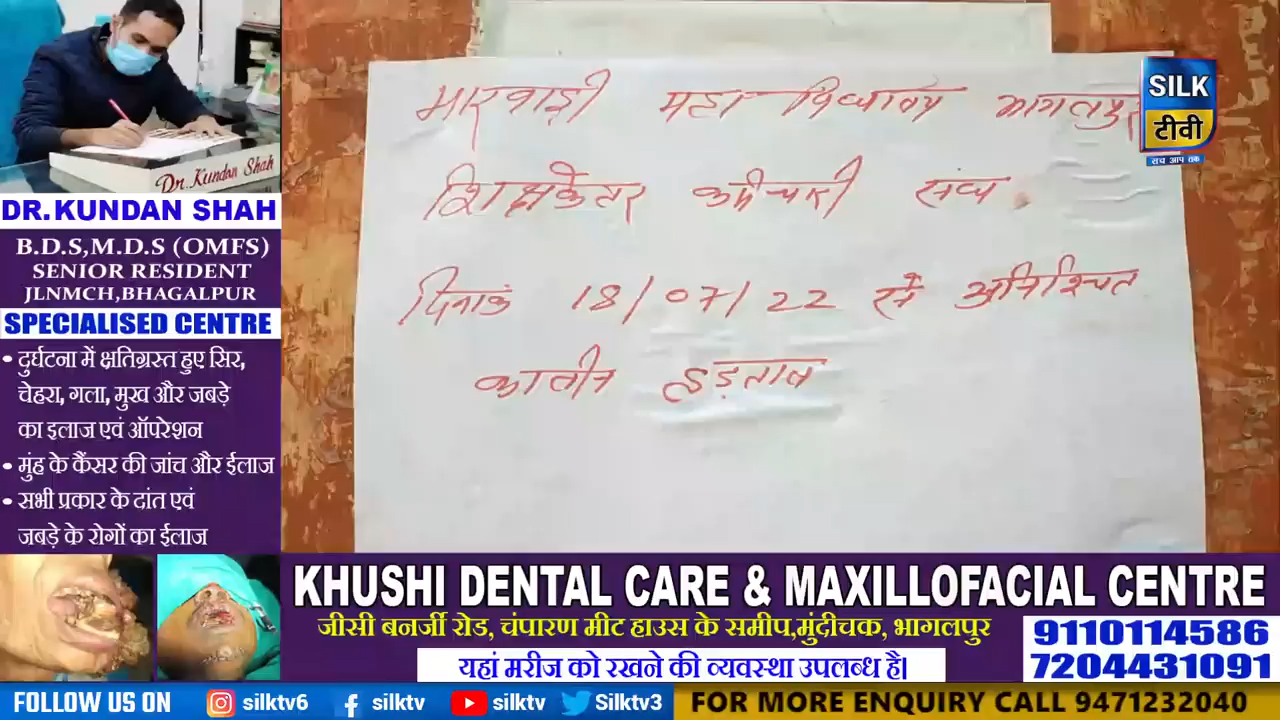 Dr. Kundan Shah
DR.KUNDAN SHAH
B.D.S,M.D.S (OMFS)
SENIOR RESIDENT
JLNMCH,BHAGALPUR
SPECIALISED CENTRE
• दुर्घटना में क्षतिग्रस्त हुए सिर,
चेहरा, गला, मुख और जबड़े
का इलाज एवं ऑपरेशन
• मुंह के कैंसर की जांच और ईलाज
• सभी प्रकार के दांत एवं
जबड़े के रोगों का ईलाज
मारवाड़ी महा विद्यालय भागलपुर
शिक्षकेतर कर्मचारी संघ
दिनांक 18/07/22 से अनिश्चित
कालीन हड़ताल
SILK
टीवी
सच आप तक
KHUSHI DENTAL CARE & MAXILLOFACIAL CENTRE
जीसी बनर्जी रोड, चंपारण मीट हाउस के समीप,मुंदीचक, भागलपुर
यहां मरीज को रखने की व्यवस्था उपलब्ध है।
9110114586
7204431091
FOLLOW US ON silktv6 silktv silktv Silktv3 FOR MORE ENQUIRY CALL 9471232040